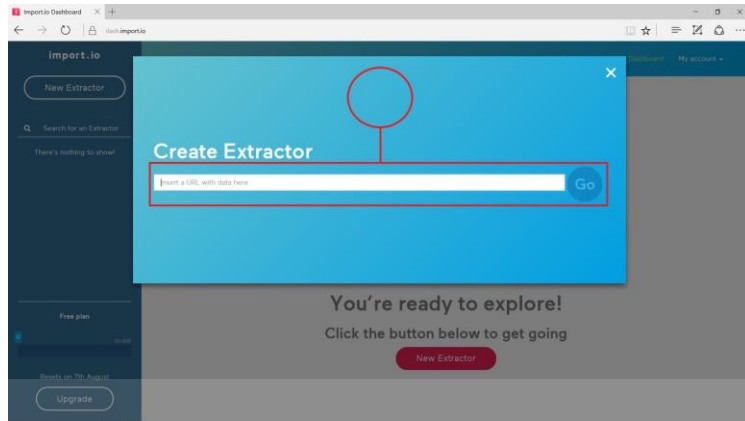 import.io Dashboard
dash.import.io
import.io
Dashboard My account
New Extractor
Search for an Extractor
There's nothing to show!
Create Extractor
Insert a URL with data here
Go
You're ready to explore!
Click the button below to get going
New Extractor
Free plan
Resets on 7th August
Upgrade